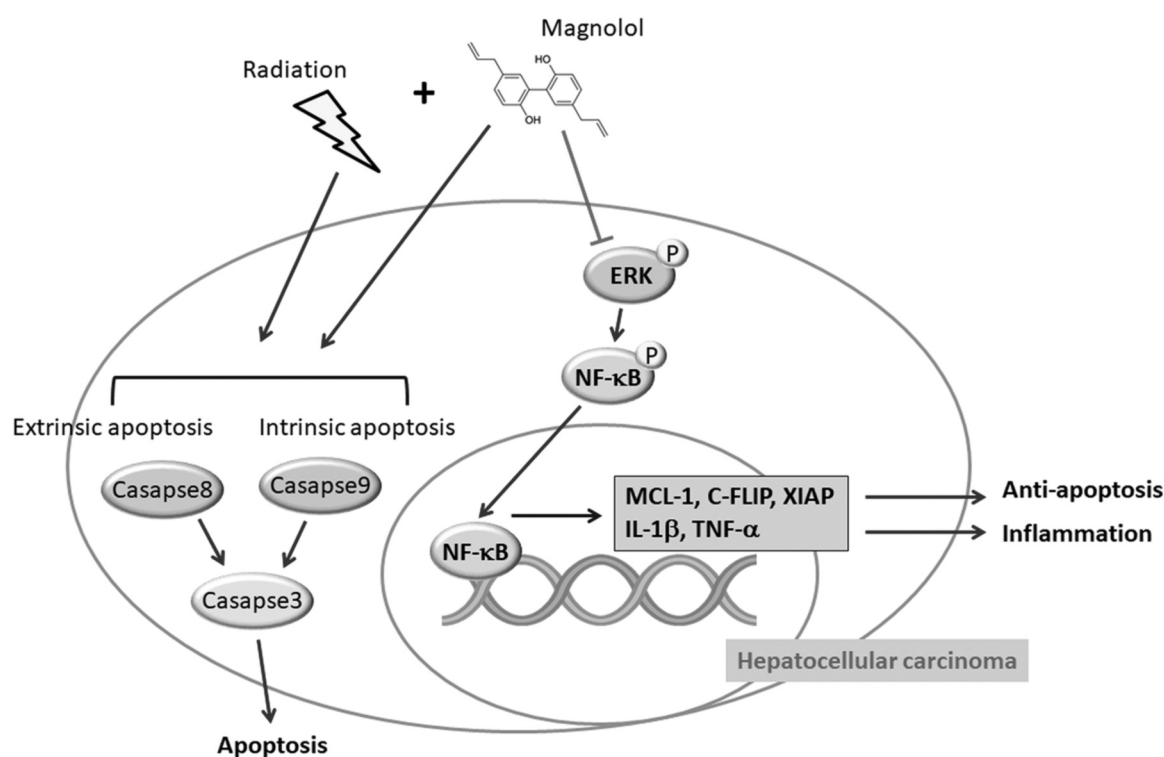 Magnolol
Radiation
+
HO
OH
P
ERK
P
NF-κB
Extrinsic apoptosis
Intrinsic apoptosis
Casapse8
Casapse9
Casapse3
Apoptosis
NF-κB
MCL-1, C-FLIP, XIAP
IL-1β, TNF-α
Anti-apoptosis
Inflammation
Hepatocellular carcinoma